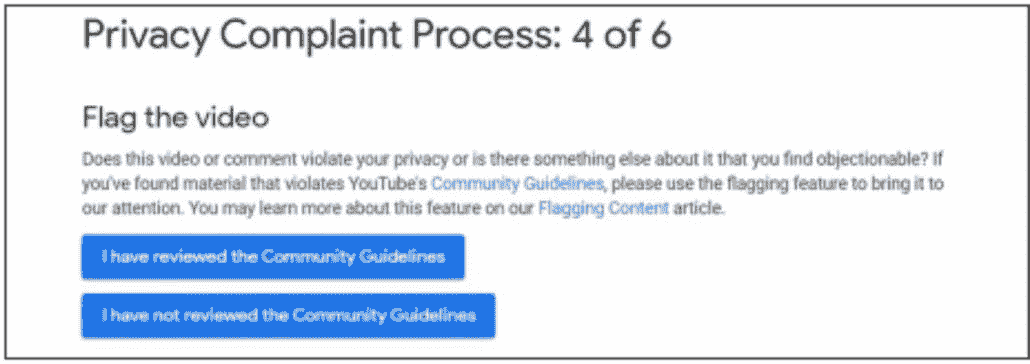 Privacy Complaint Process: 4 of 6
Flag the video
Does this video or comment violate your privacy or is there something else about it that you find objectionable? If
you've found material that violates YouTube's Community Guidelines, please use the flagging feature to bring it to
our attention. You may learn more about this feature on our Flagging Content article.
I have reviewed the Community Guidelines
I have not reviewed the Community Guidelines